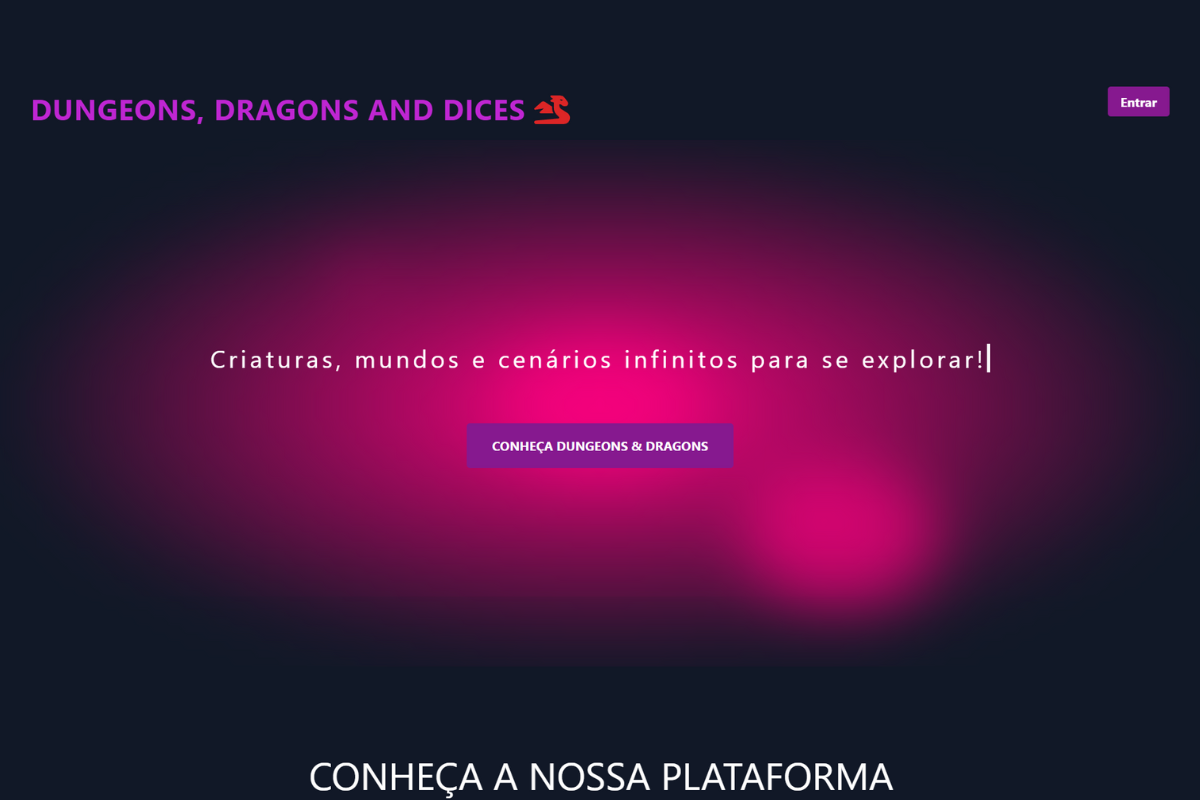 DUNGEONS, DRAGONS AND DICES
Entrar
Criaturas, mundos e cenários infinitos para se explorar!
CONHEÇA DUNGEONS & DRAGONS
CONHEÇA A NOSSA PLATAFORMA